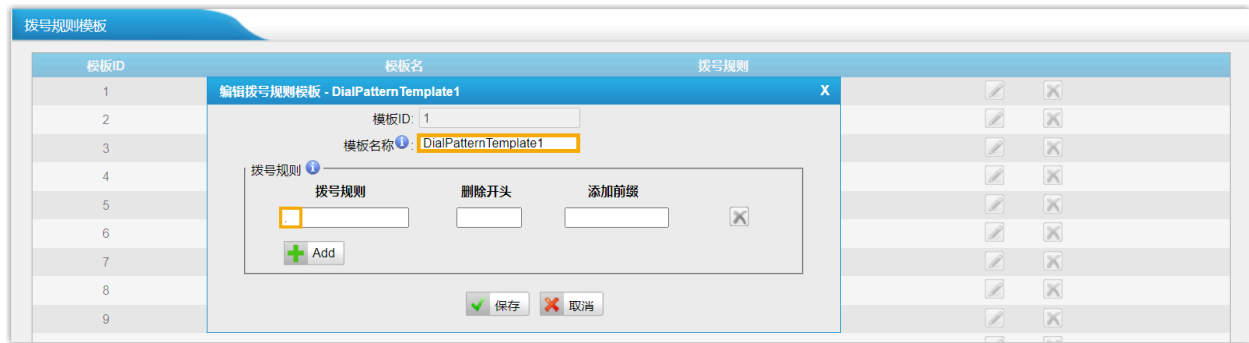 拨号规则模板
模板ID 模板名 拨号规则
1
编辑拨号规则模板 - DialPatternTemplate1 X
2
模板ID: 1
3
模板名称 i : DialPatternTemplate1
4
拨号规则 i
拨号规则 删除开头 添加前缀
5
.
6
Add
7
8
保存 取消
9